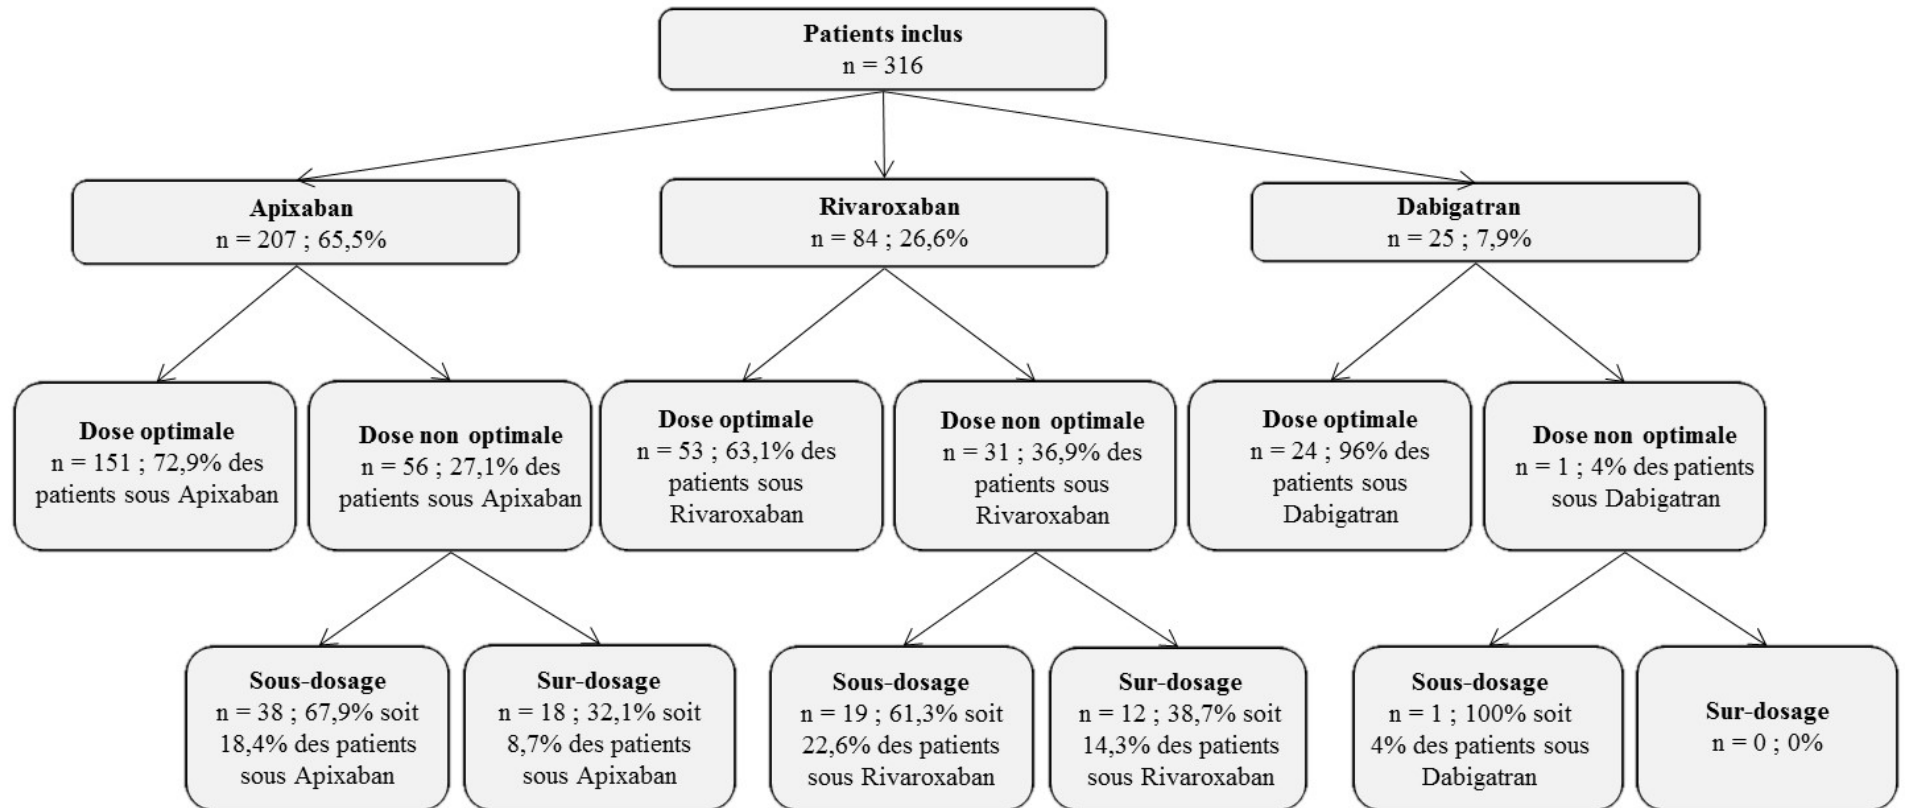 Patients inclus
n = 316
Apixaban
n = 207 ; 65,5%
Rivaroxaban
n = 84 ; 26,6%
Dabigatran
n = 25 ; 7,9%
Dose optimale
n = 151 ; 72,9% des
patients sous Apixaban
Dose non optimale
n = 56 ; 27,1% des
patients sous Apixaban
Dose optimale
n = 53 ; 63,1% des
patients sous
Rivaroxaban
Dose non optimale
n = 31 ; 36,9% des
patients sous
Rivaroxaban
Dose optimale
n = 24 ; 96% des
patients sous
Dabigatran
Dose non optimale
n = 1 ; 4% des patients
sous Dabigatran
Sous-dosage
n = 38 ; 67,9% soit
18,4% des patients
sous Apixaban
Sur-dosage
n = 18 ; 32,1% soit
8,7% des patients
sous Apixaban
Sous-dosage
n = 19 ; 61,3% soit
22,6% des patients
sous Rivaroxaban
Sur-dosage
n = 12 ; 38,7% soit
14,3% des patients
sous Rivaroxaban
Sous-dosage
n = 1 ; 100% soit
4% des patients sous
Dabigatran
Sur-dosage
n = 0 ; 0%